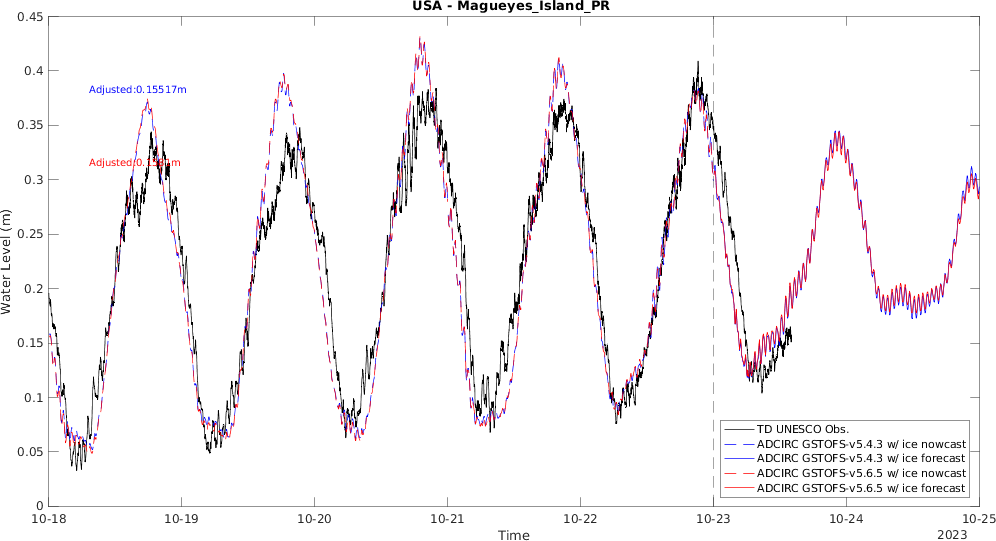 USA - Magueyes_Island_PR
0.45
0.4
0.35
0.3
0.25
0.2
0.15
0.1
0.05
0
Water Level (m)
Adjusted:0.15517m
TD UNESCO Obs.
ADCIRC GSTOFS-v5.4.3 w/ ice nowcast
ADCIRC GSTOFS-v5.4.3 w/ ice forecast
ADCIRC GSTOFS-v5.6.5 w/ ice nowcast
ADCIRC GSTOFS-v5.6.5 w/ ice forecast
10-18 10-19 10-20 10-21 10-22 10-23 10-24 10-25
Time
2023